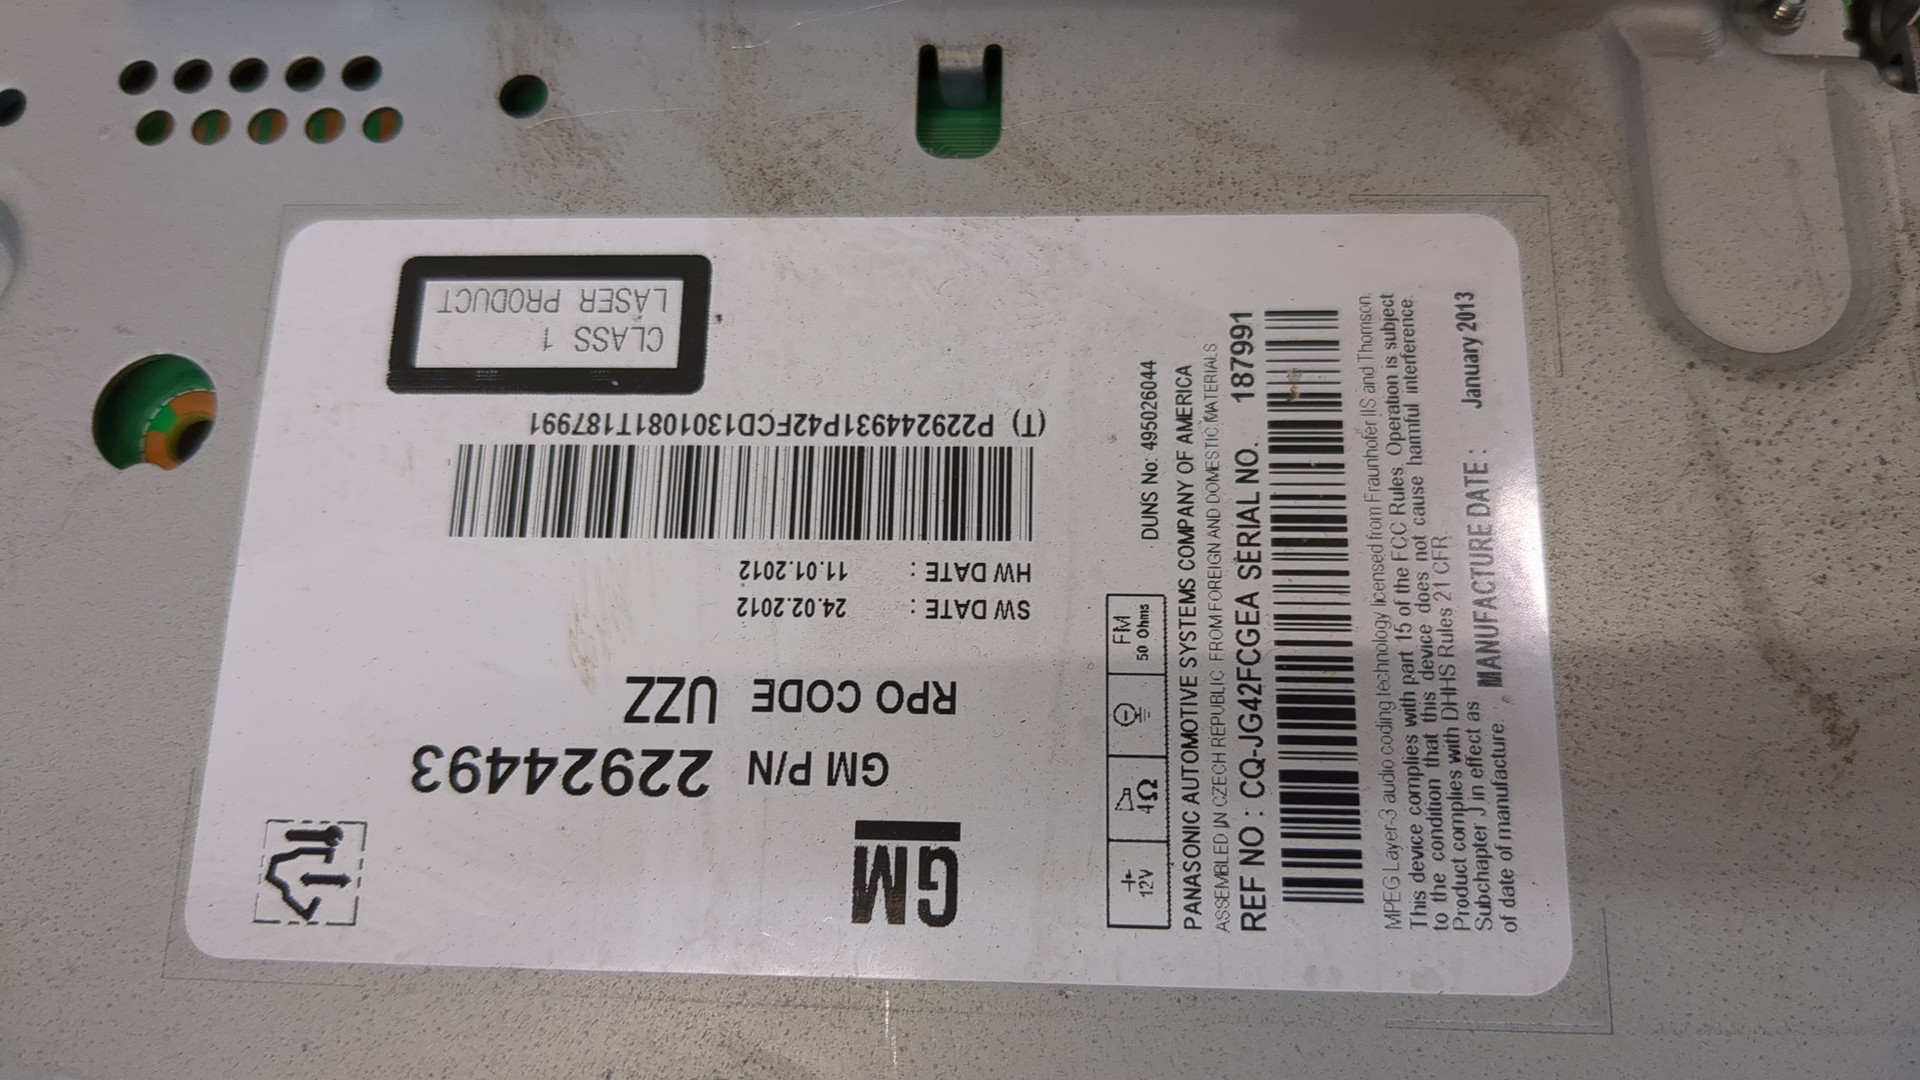 GM
GM P/N 22924493
RPO CODE UZZ
SW DATE : 24.02.2012
HW DATE : 11.01.2012
(T) P229244931P42FCD1301081T187991
CLASS 1
LASER PRODUCT
DUNS No: 495026044
12V
4Ω
FM
50 Ohms
PANASONIC AUTOMOTIVE SYSTEMS COMPANY OF AMERICA
ASSEMBLED IN CZECH REPUBLIC FROM FOREIGN AND DOMESTIC MATERIALS
REF NO : CQ-JG42FCGEA SERIAL NO. 187991
MPEG Layer-3 audio coding technology licensed from Fraunhofer IIS and Thomson.
This device complies with part 15 of the FCC Rules. Operation is subject
to the condition that this device does not cause harmful interference.
Product complies with DHHS Rules 21 CFR
Subchapter J in effect as
of date of manufacture.
MANUFACTURE DATE : January 2013